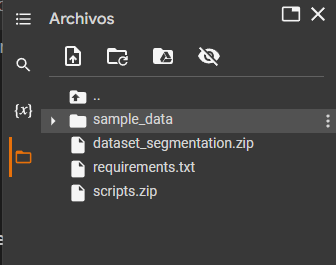 Archivos
{x}
..
sample_data
dataset_segmentation.zip
requirements.txt
scripts.zip